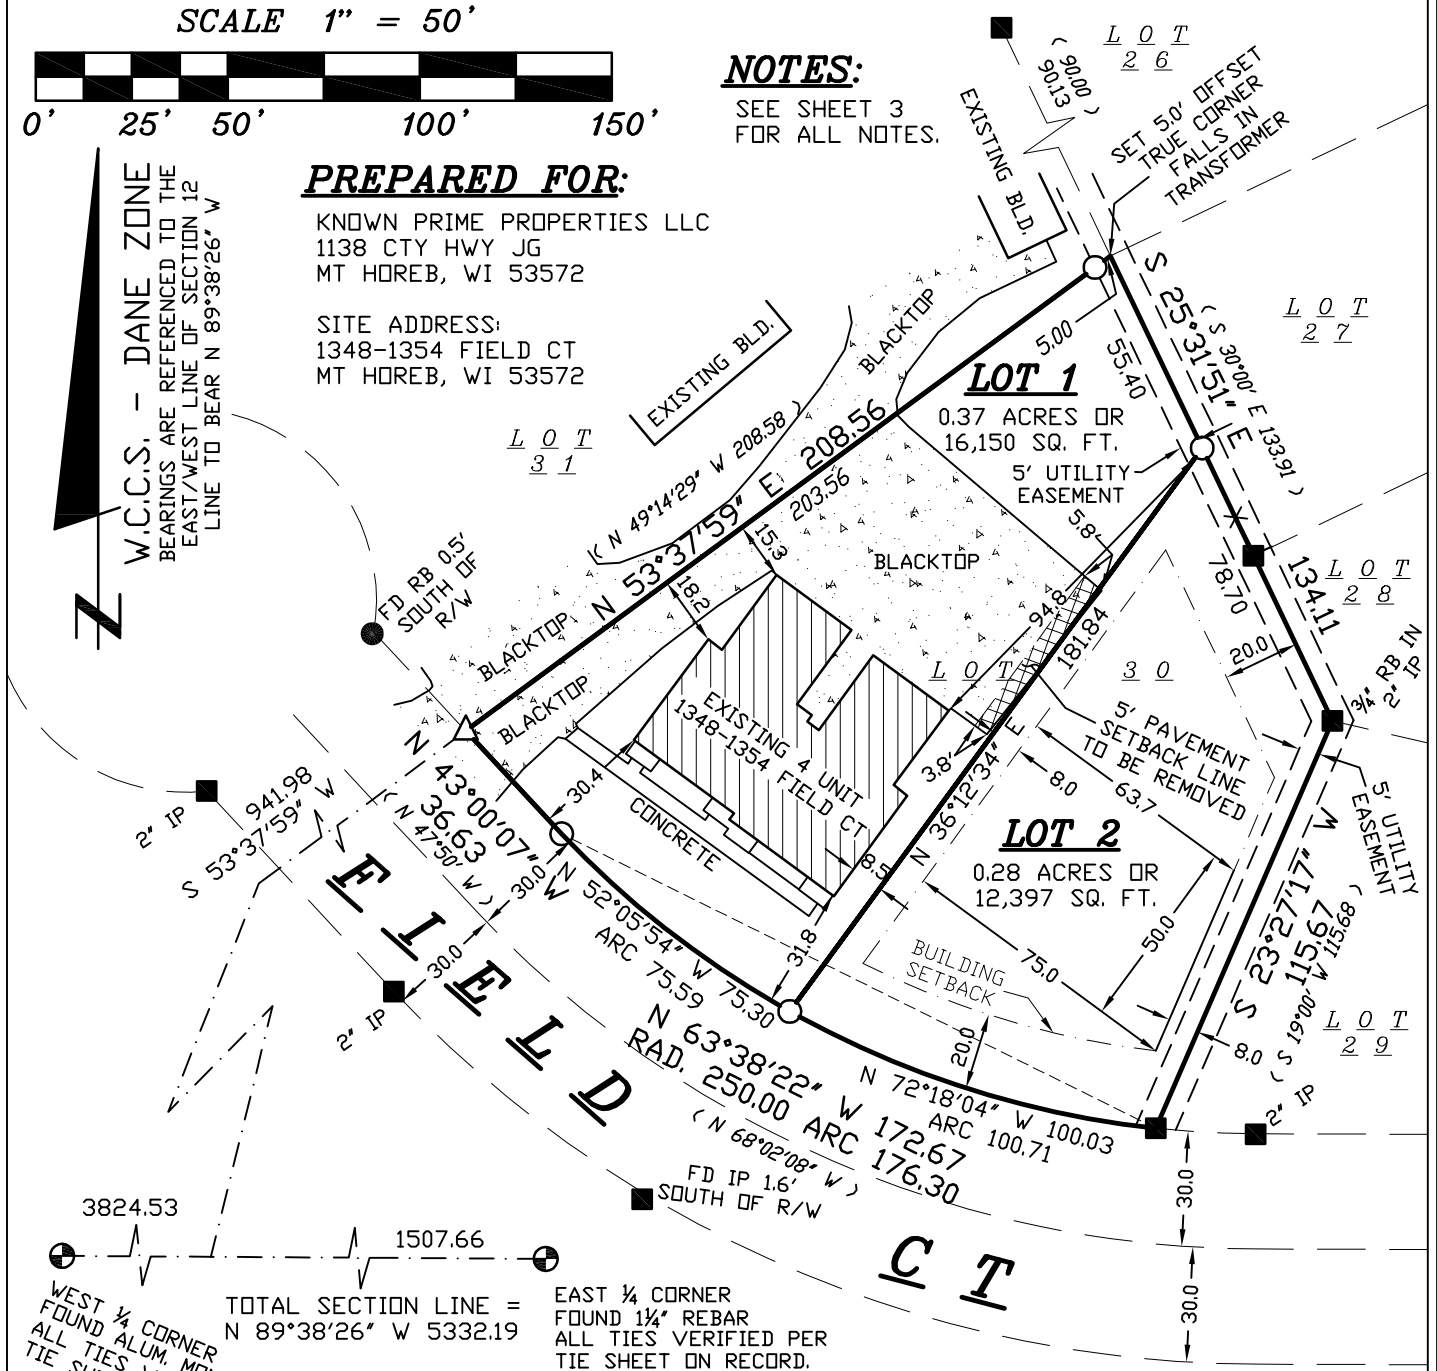 SCALE 1" = 50'
0' 25' 50' 100' 150'
NOTES:
SEE SHEET 3
FOR ALL NOTES.
PREPARED FOR:
KNOWN PRIME PROPERTIES LLC
1138 CTY HWY JG
MT HOREB, WI 53572
SITE ADDRESS:
1348-1354 FIELD CT
MT HOREB, WI 53572
W.C.C.S. - DANE ZONE
BEARINGS ARE REFERENCED TO THE
EAST/WEST LINE OF SECTION 12
LINE TO BEAR N 89°38'26" W
N
( 90.00 )
90.13
LOT
26
EXISTING BLD.
SET 5.0' OFFSET
TRUE CORNER
FALLS IN
TRANSFORMER
LOT
27
S 25°31'51" E
( S 30°00' E 133.91 )
134.11
55.40
5.00
BLACKTOP
EXISTING BLD.
LOT
31
( N 49°14'29" W 208.58 )
N 53°37'59" E 208.56
203.56
LOT 1
0.37 ACRES OR
16,150 SQ. FT.
5' UTILITY
EASEMENT
5.8'
BLACKTOP
15.3
18.2
94.8'
181.84
78.70
20.0
LOT
28
3/4" RB IN
2" IP
FD RB 0.5'
SOUTH OF
R/W
BLACKTOP
BLACKTOP
LOT 30
EXISTING 4 UNIT
1348-1354 FIELD CT
5' PAVEMENT
SETBACK LINE
TO BE REMOVED
3.8'
N 36°12'34" E
8.0
63.7
LOT 2
0.28 ACRES OR
12,397 SQ. FT.
5' UTILITY
EASEMENT
S 23°27'17" W
115.67
( S 19°00' W 115.68 )
30.4
CONCRETE
8.5
31.8
50.0
75.0
BUILDING
SETBACK
20.0
8.0
LOT
29
2" IP
2" IP
941.98
S 53°37'59" W
N 43°00'07" W
36.63
( N 47°50' W )
30.0
30.0
2" IP
N 52°05'54" W 75.30
ARC 75.59
N 63°38'22" W 172.67
RAD. 250.00 ARC 176.30
( N 68°02'08" W )
N 72°18'04" W 100.03
ARC 100.71
FD IP 1.6'
SOUTH OF R/W
FIELD CT
30.0
30.0
3824.53
1507.66
TOTAL SECTION LINE =
N 89°38'26" W 5332.19
EAST 1/4 CORNER
FOUND 1 1/4" REBAR
ALL TIES VERIFIED PER
TIE SHEET ON RECORD.
WEST 1/4 CORNER
FOUND ALUM.
ALL TIES
TIE